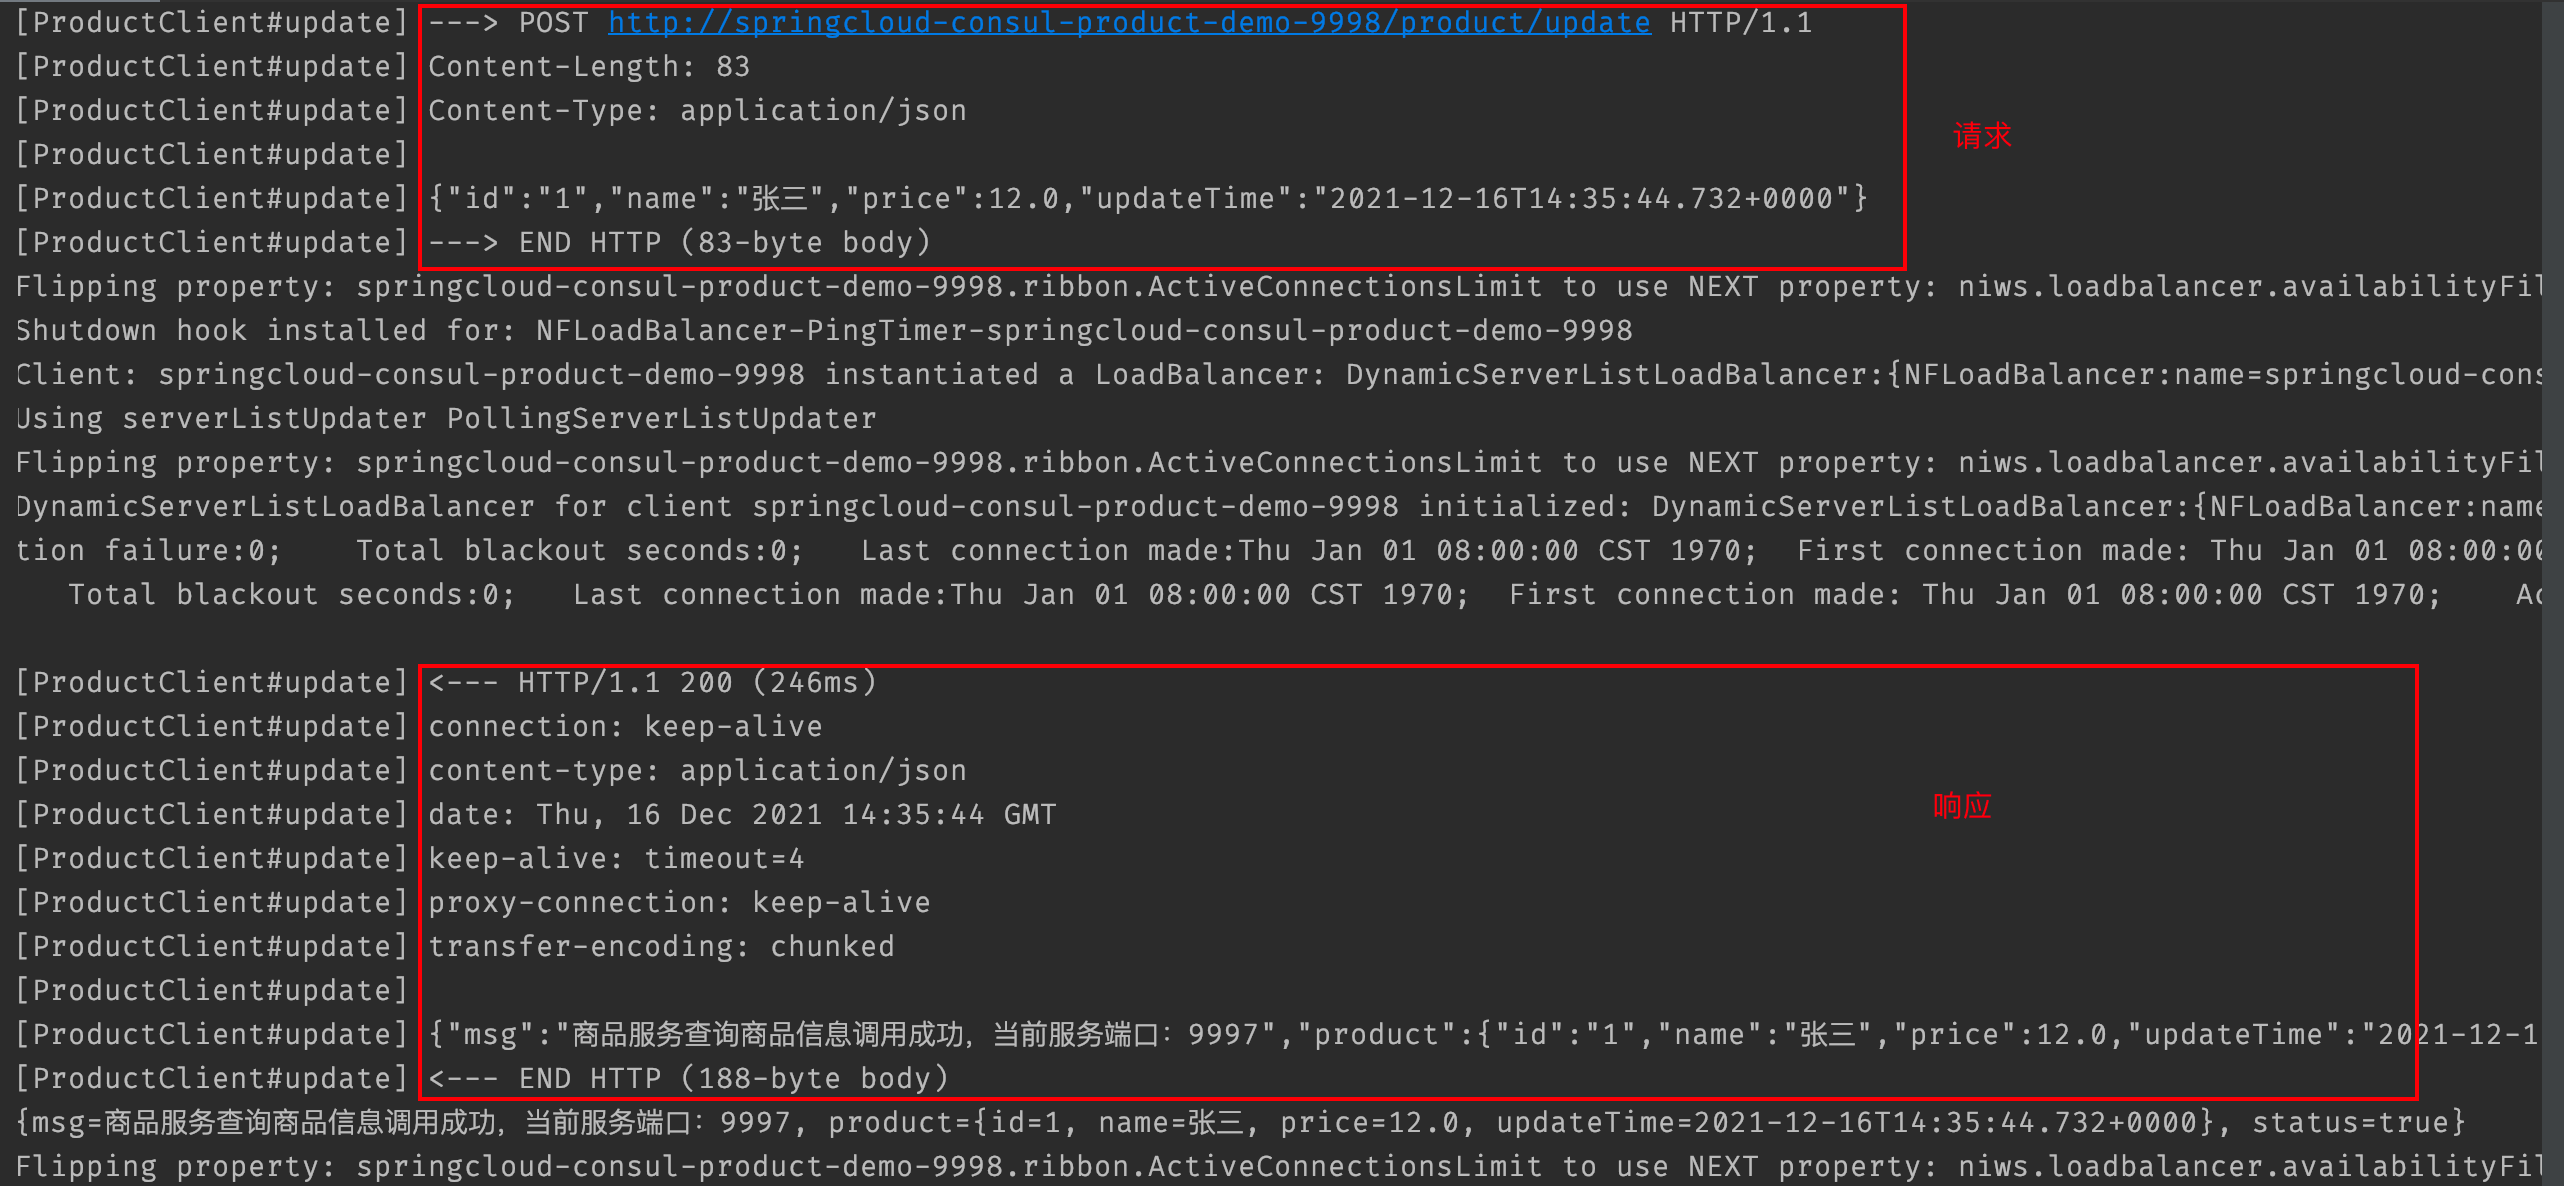 [ProductClient#update] ---> POST http://springcloud-consul-product-demo-9998/product/update HTTP/1.1
[ProductClient#update] Content-Length: 83
[ProductClient#update] Content-Type: application/json
请求
[ProductClient#update]
[ProductClient#update] {"id":"1","name":"张三","price":12.0,"updateTime":"2021-12-16T14:35:44.732+0000"}
[ProductClient#update] ---> END HTTP (83-byte body)
Flipping property: springcloud-consul-product-demo-9998.ribbon.ActiveConnectionsLimit to use NEXT property: niws.loadbalancer.availabilityFil
Shutdown hook installed for: NFLoadBalancer-PingTimer-springcloud-consul-product-demo-9998
Client: springcloud-consul-product-demo-9998 instantiated a LoadBalancer: DynamicServerListLoadBalancer:{NFLoadBalancer:name=springcloud-cons
Using serverListUpdater PollingServerListUpdater
Flipping property: springcloud-consul-product-demo-9998.ribbon.ActiveConnectionsLimit to use NEXT property: niws.loadbalancer.availabilityFil
DynamicServerListLoadBalancer for client springcloud-consul-product-demo-9998 initialized: DynamicServerListLoadBalancer:{NFLoadBalancer:name
tion failure:0;    Total blackout seconds:0;   Last connection made:Thu Jan 01 08:00:00 CST 1970;  First connection made: Thu Jan 01 08:00:00
   Total blackout seconds:0;   Last connection made:Thu Jan 01 08:00:00 CST 1970;  First connection made: Thu Jan 01 08:00:00 CST 1970;    Ac
[ProductClient#update] <--- HTTP/1.1 200 (246ms)
[ProductClient#update] connection: keep-alive
[ProductClient#update] content-type: application/json
[ProductClient#update] date: Thu, 16 Dec 2021 14:35:44 GMT
响应
[ProductClient#update] keep-alive: timeout=4
[ProductClient#update] proxy-connection: keep-alive
[ProductClient#update] transfer-encoding: chunked
[ProductClient#update]
[ProductClient#update] {"msg":"商品服务查询商品信息调用成功，当前服务端口：9997","product":{"id":"1","name":"张三","price":12.0,"updateTime":"2021-12-1
[ProductClient#update] <--- END HTTP (188-byte body)
{msg=商品服务查询商品信息调用成功，当前服务端口：9997, product={id=1, name=张三, price=12.0, updateTime=2021-12-16T14:35:44.732+0000}, status=true}
Flipping property: springcloud-consul-product-demo-9998.ribbon.ActiveConnectionsLimit to use NEXT property: niws.loadbalancer.availabilityFil